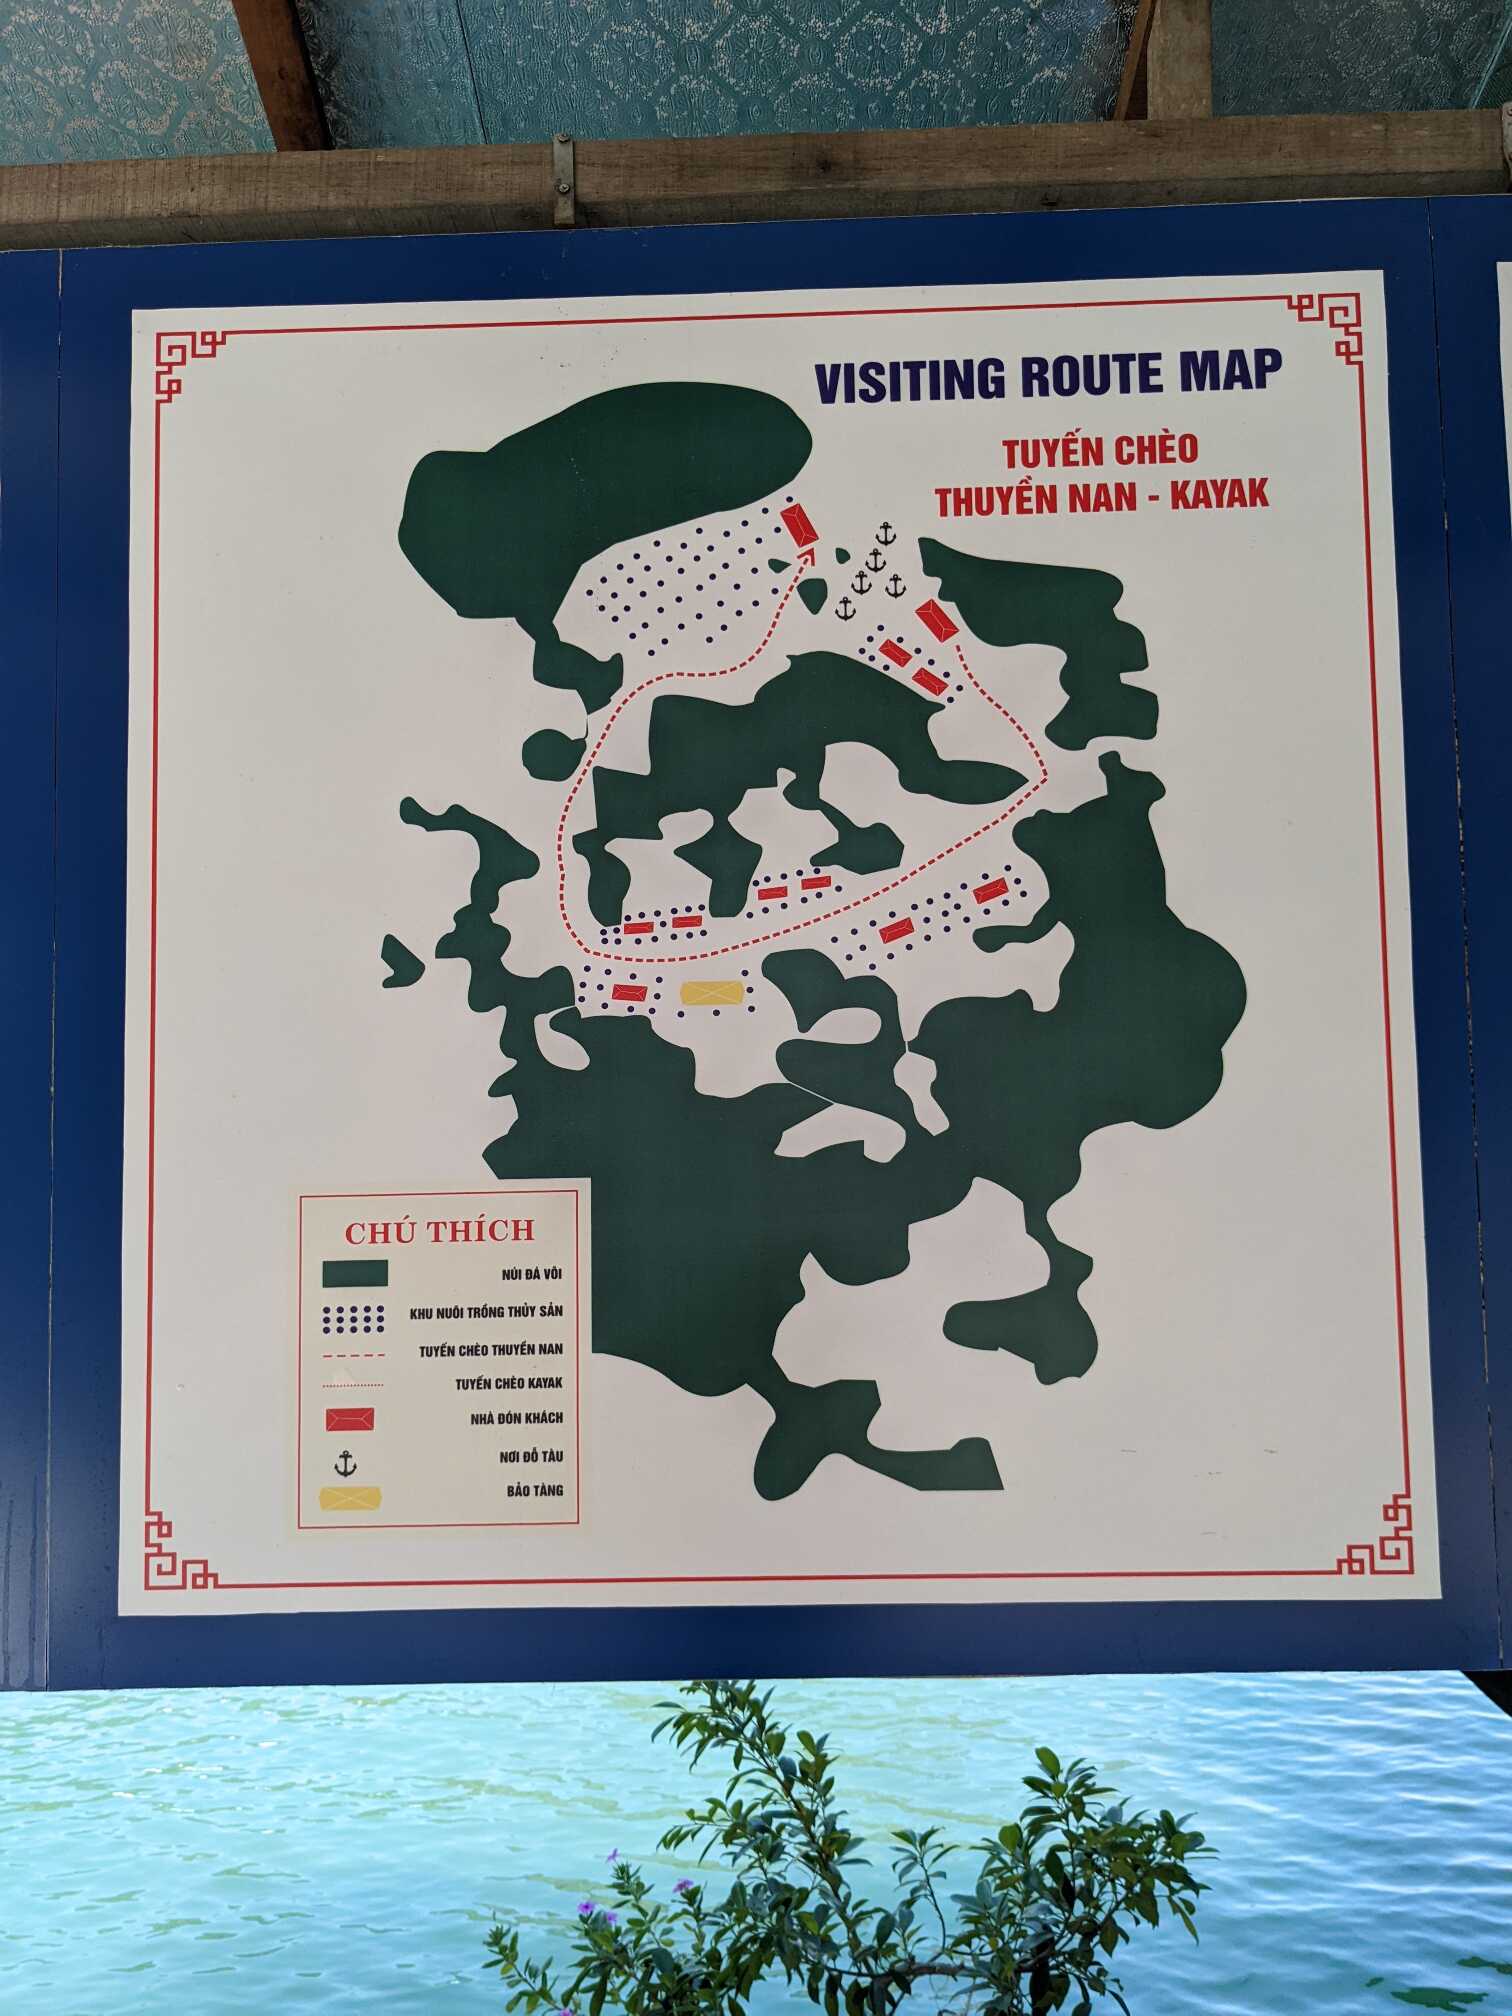 VISITING ROUTE MAP
TUYẾN CHÈO
THUYỀN NAN - KAYAK
CHÚ THÍCH
NÚI ĐÁ VÔI
KHU NUÔI TRỒNG THỦY SẢN
TUYẾN CHÈO THUYỀN NAN
TUYẾN CHÈO KAYAK
NHÀ ĐÓN KHÁCH
NƠI ĐỖ TÀU
BẢO TÀNG